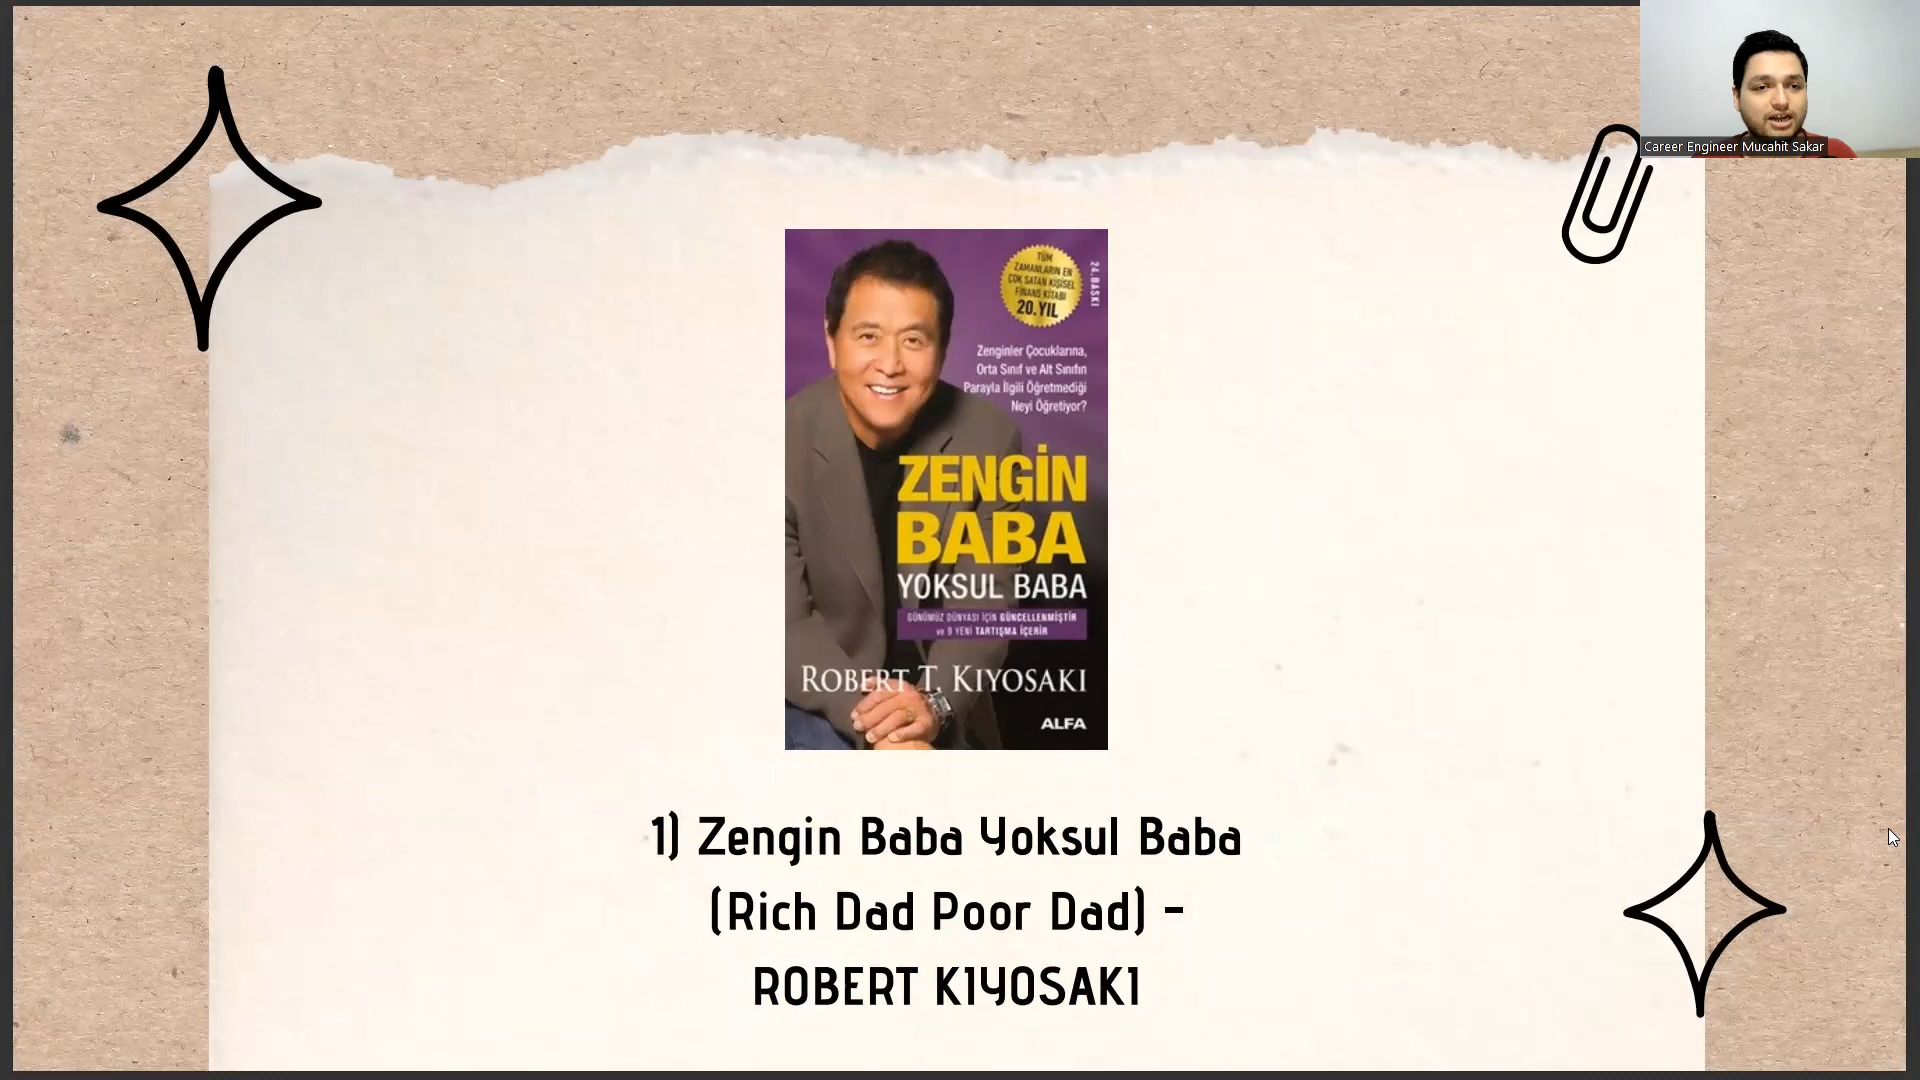 Career Engineer Mucahit Sakar
TÜM
ZAMANLARIN EN
ÇOK SATAN KİŞİSEL
FİNANS KİTABI
20. YIL
24. BASKI
Zenginler Çocuklarına,
Orta Sınıf ve Alt Sınıfın
Parayla İlgili Öğretmediği
Neyi Öğretiyor?
ZENGİN
BABA
YOKSUL BABA
GÜNÜMÜZ DÜNYASI İÇİN GÜNCELLENMİŞTİR
ve 9 YENİ TARTIŞMA İÇERİR
ROBERT T. KIYOSAKI
ALFA
1) Zengin Baba Yoksul Baba
(Rich Dad Poor Dad) -
ROBERT KIYOSAKI